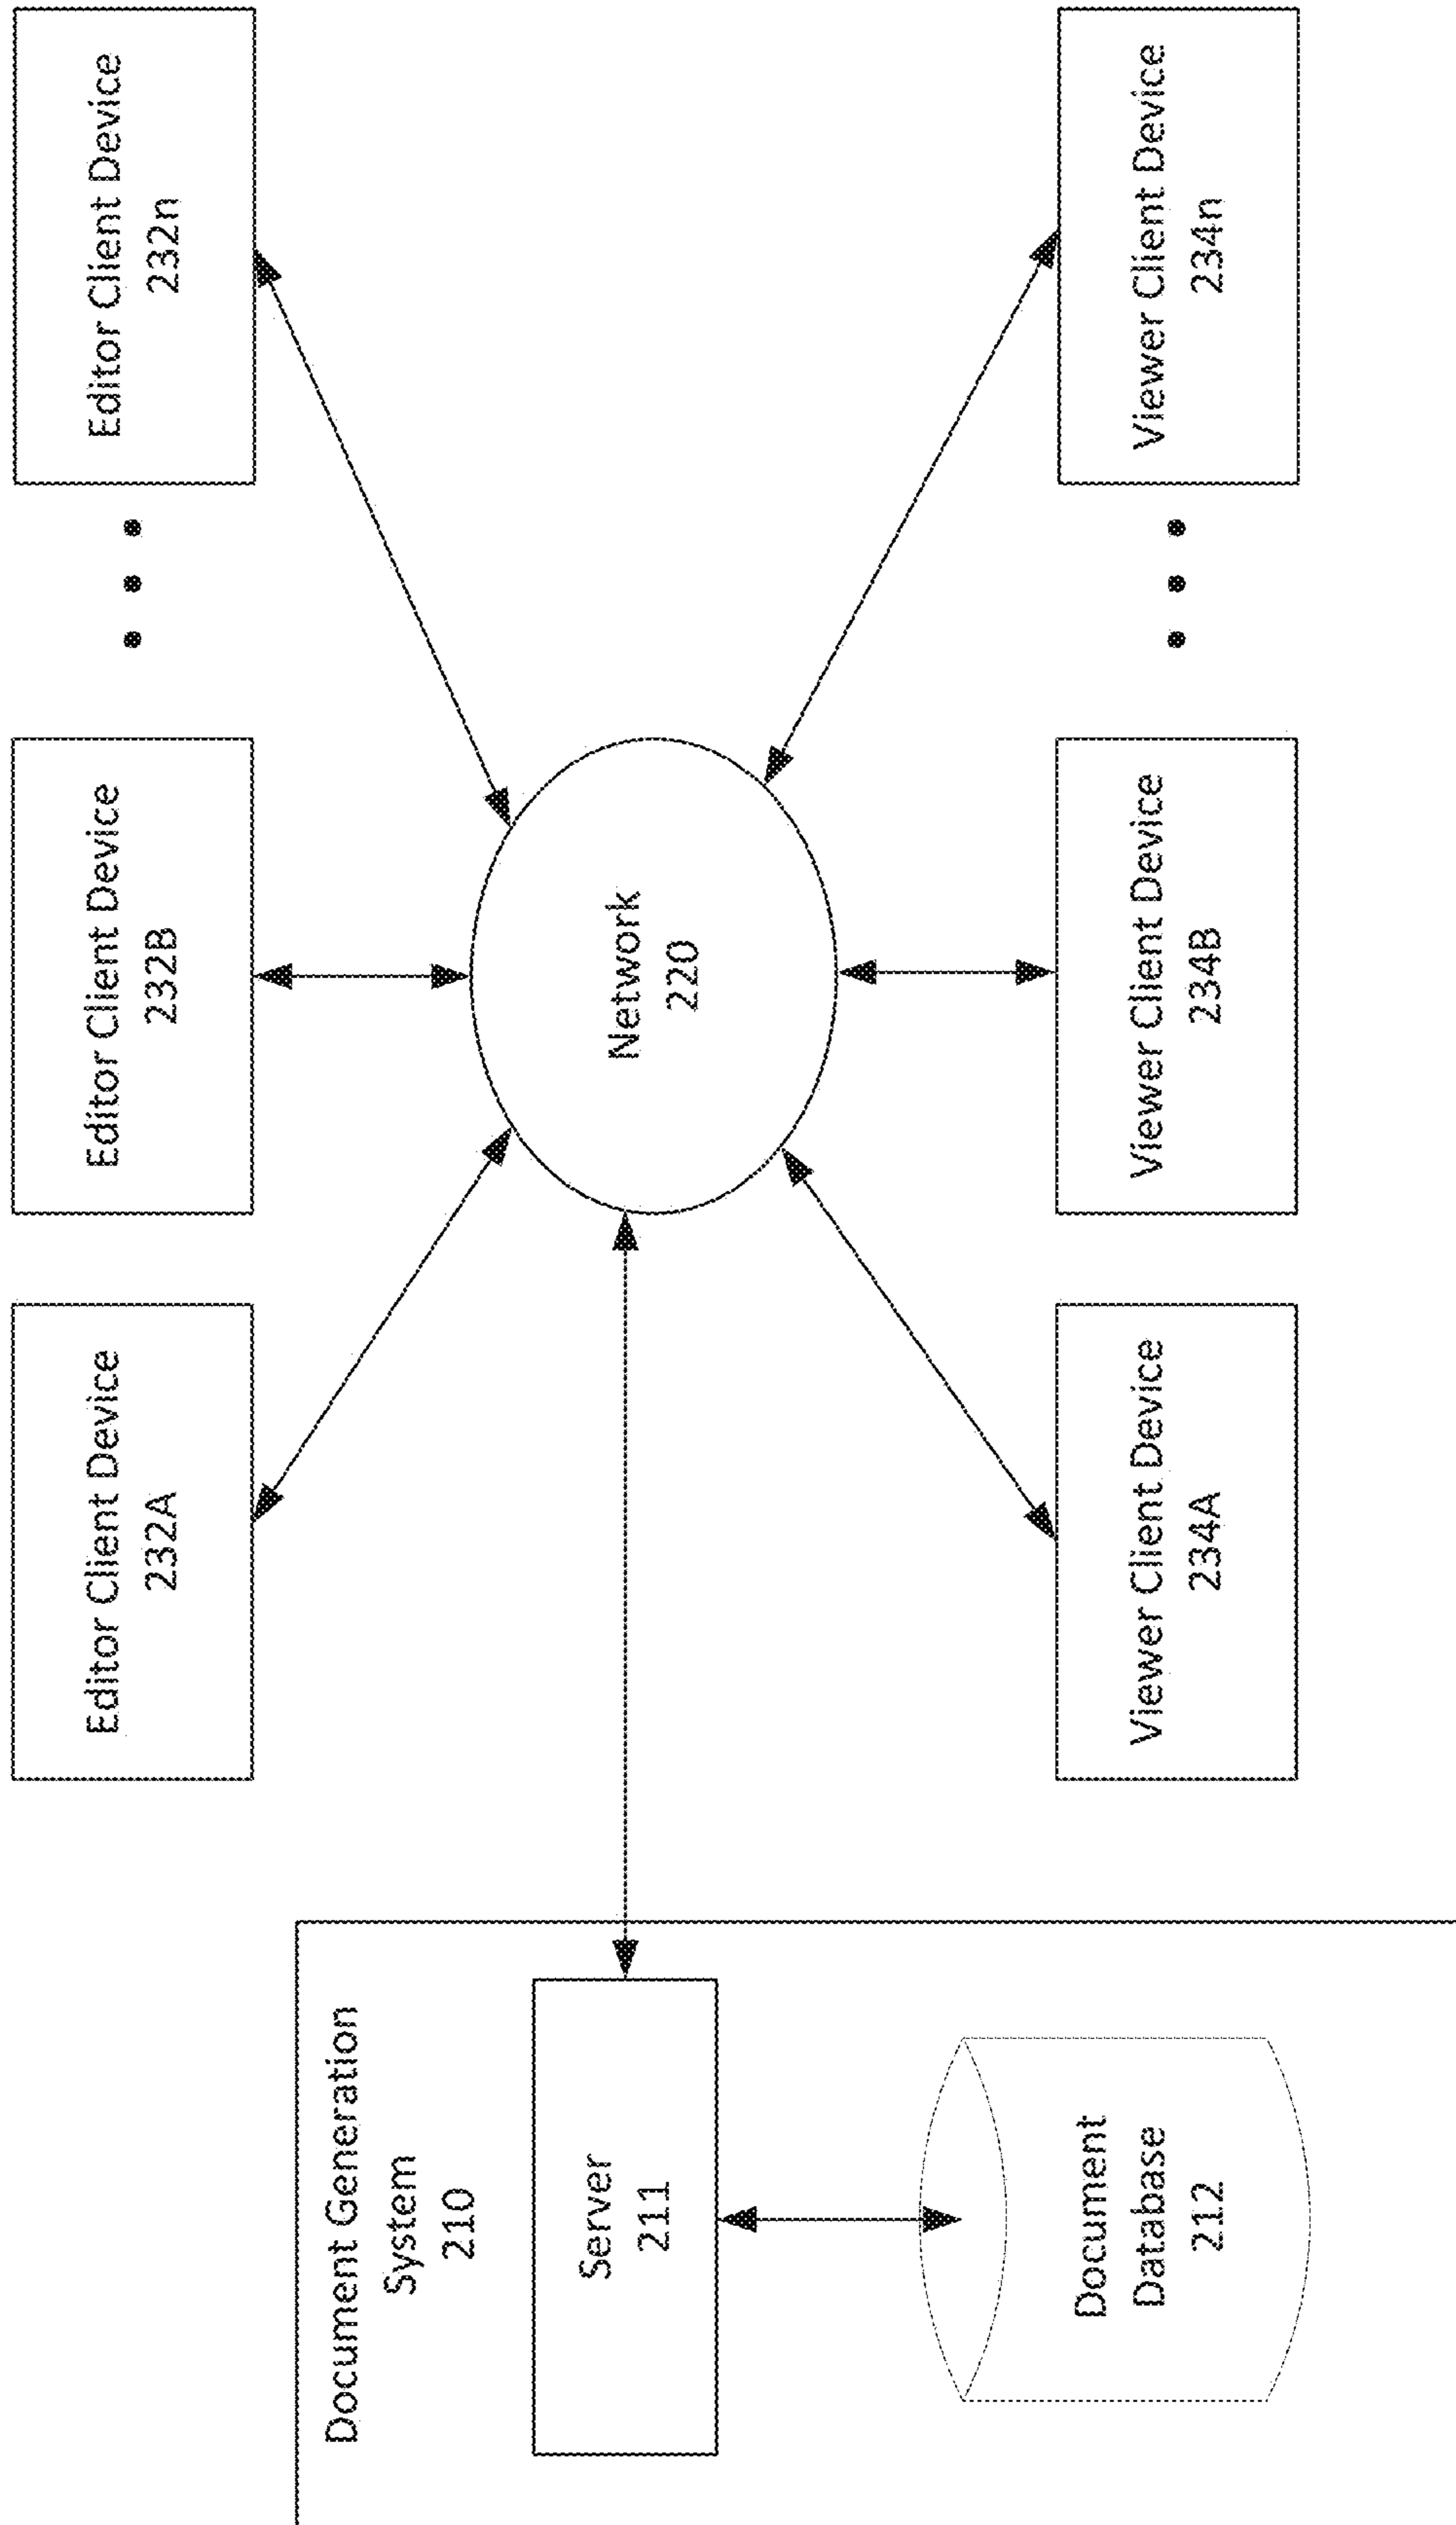 Document Generation
System
210
Server
211
Document
Database
212
Editor Client Device
232A
Editor Client Device
232B
Editor Client Device
232n
Network
220
Viewer Client Device
234A
Viewer Client Device
234B
Viewer Client Device
234n